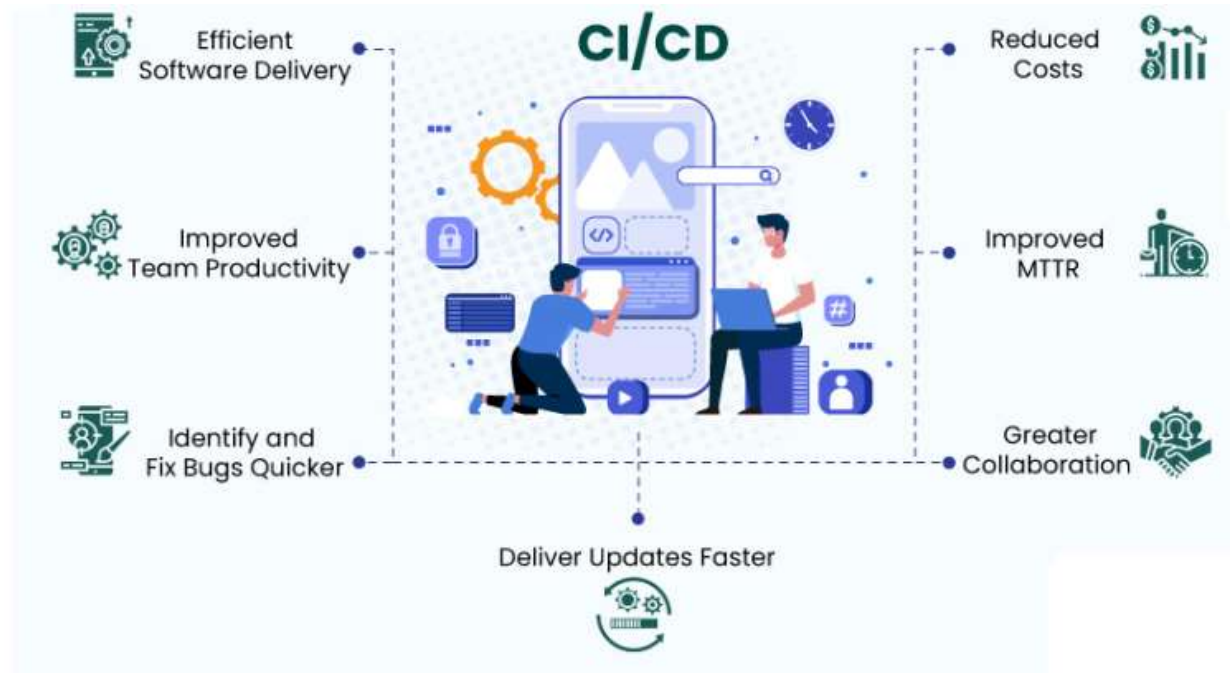 CI/CD
Efficient
Software Delivery
Improved
Team Productivity
Identify and
Fix Bugs Quicker
Reduced
Costs
Improved
MTTR
Greater
Collaboration
Deliver Updates Faster